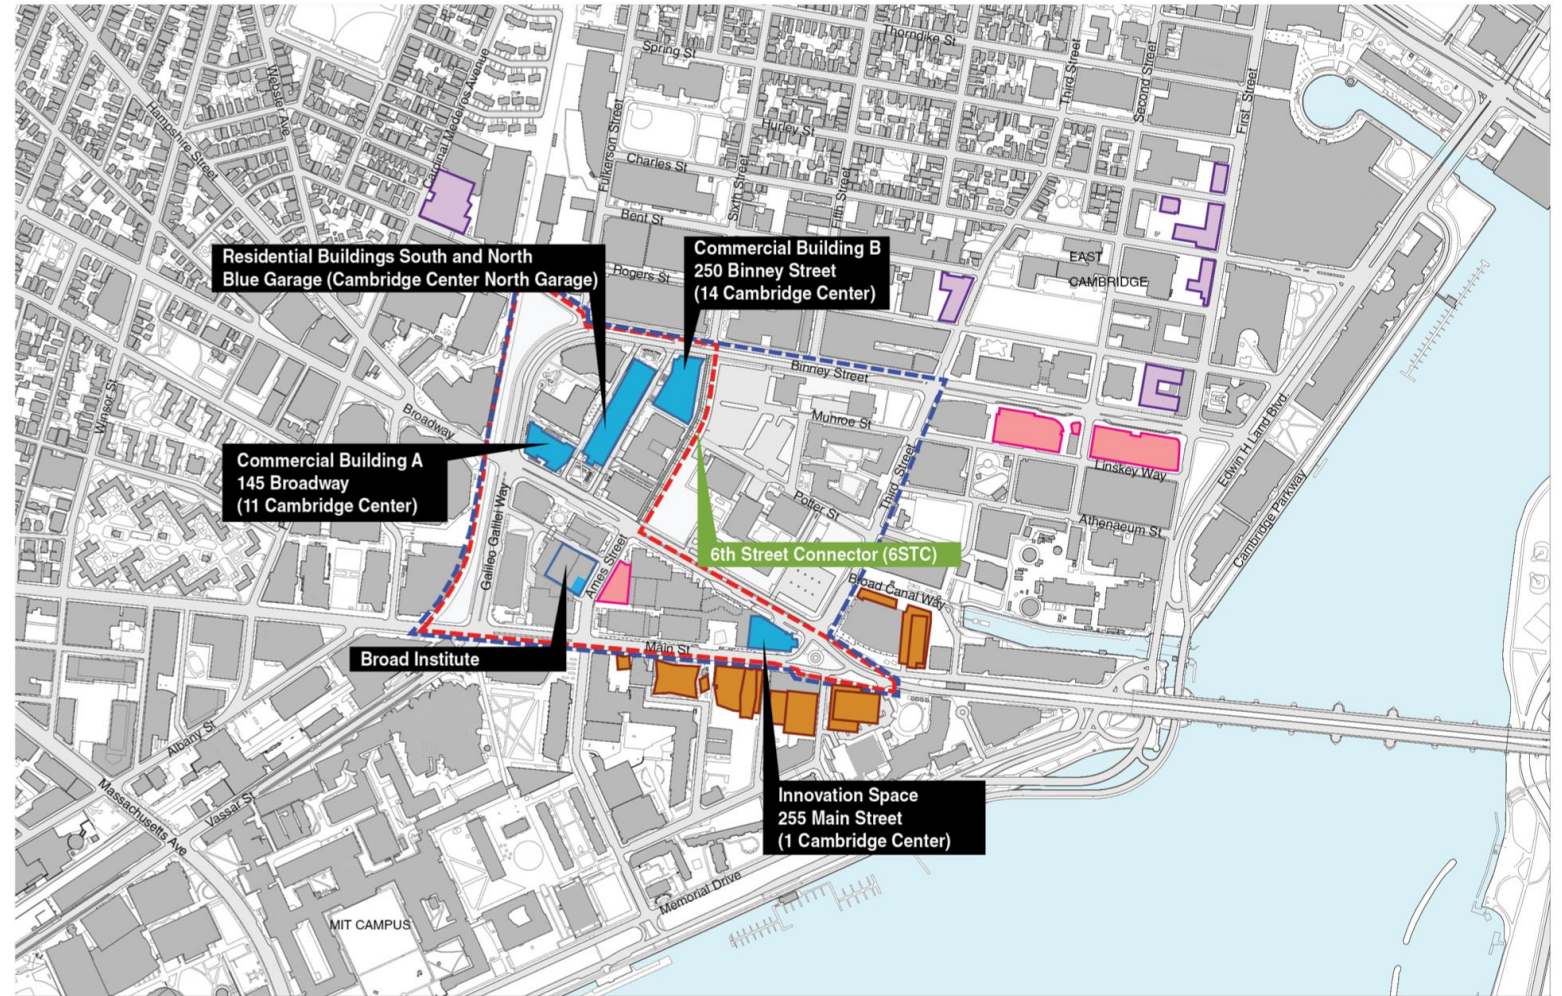 Thorndike St
Spring St
Third Street
Second Street
First Street
Webster Ave
Cardinal Medeiros Avenue
Hampshire Street
Fulkerson Street
Hurley St
Charles St
Sixth Street
Fifth Street
Bent St
Rogers St
EAST
CAMBRIDGE
Residential Buildings South and North
Blue Garage (Cambridge Center North Garage)
Commercial Building B
250 Binney Street
(14 Cambridge Center)
Binney Street
Munroe St
Winsor St
Broadway
Commercial Building A
145 Broadway
(11 Cambridge Center)
Galileo Galilei Way
Third Street
Potter St
Linskey Way
Athenaeum St
Edwin H Land Blvd
Cambridge Parkway
6th Street Connector (6STC)
Ames Street
Broad Canal Way
Broad Institute
Main St
Albany St
Vassar St
Massachusetts Ave
Innovation Space
255 Main Street
(1 Cambridge Center)
Memorial Drive
MIT CAMPUS